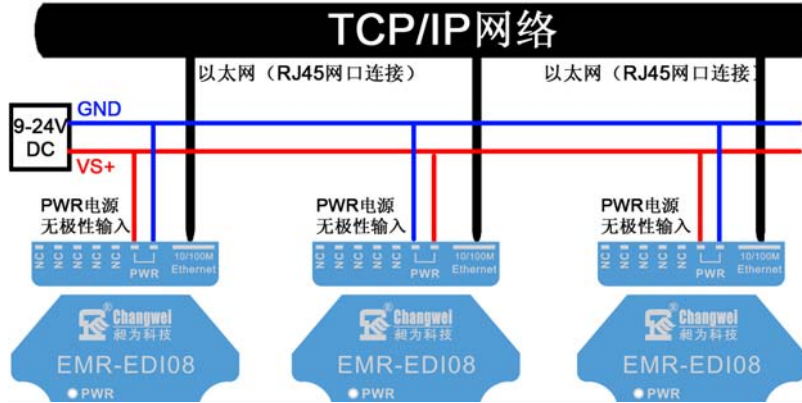 TCP/IP网络
以太网（RJ45网口连接）
以太网（RJ45网口连接）
9-24V
DC
GND
VS+
PWR电源
无极性输入
PWR电源
无极性输入
PWR电源
无极性输入
NC NC NC NC NC
PWR
10/100M
Ethernet
NC NC NC NC NC
PWR
10/100M
Ethernet
NC NC NC NC NC
PWR
10/100M
Ethernet
®
Changwei
昶为科技
EMR-EDI08
PWR
®
Changwei
昶为科技
EMR-EDI08
PWR
®
Changwei
昶为科技
EMR-EDI08
PWR